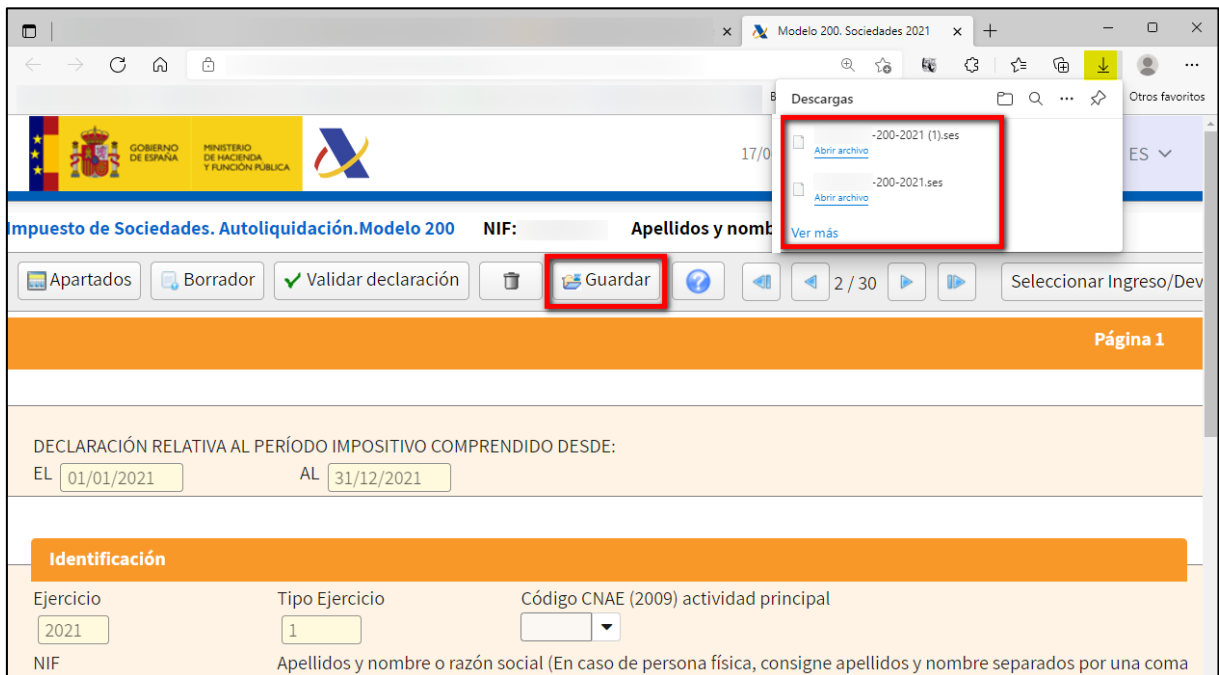 Modelo 200. Sociedades 2021
Otros favoritos
Descargas
-200-2021 (1).ses
Abrir archivo
-200-2021.ses
Abrir archivo
Ver más
GOBIERNO
DE ESPAÑA
MINISTERIO
DE HACIENDA
Y FUNCIÓN PÚBLICA
17/0
ES
Impuesto de Sociedades. Autoliquidación.Modelo 200 NIF: Apellidos y nomb
Apartados Borrador Validar declaración Guardar 2 / 30 Seleccionar Ingreso/Dev
Página 1
DECLARACIÓN RELATIVA AL PERÍODO IMPOSITIVO COMPRENDIDO DESDE:
EL 01/01/2021 AL 31/12/2021
Identificación
Ejercicio Tipo Ejercicio Código CNAE (2009) actividad principal
2021 1
NIF Apellidos y nombre o razón social (En caso de persona física, consigne apellidos y nombre separados por una coma